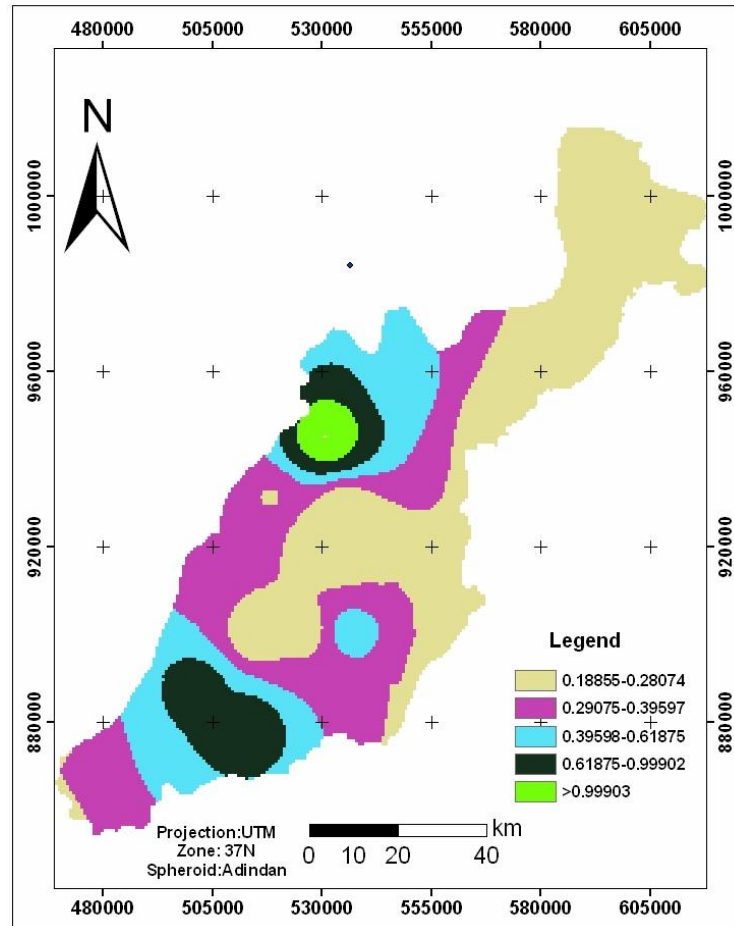 480000 505000 530000 555000 580000 605000
N
1000000 1000000
960000 960000
920000 920000
880000 880000
Legend
0.18855-0.28074
0.29075-0.39597
0.39598-0.61875
0.61875-0.99902
>0.99903
Projection:UTM
Zone: 37N
Spheroid:Adindan
km
0 10 20 40
480000 505000 530000 555000 580000 605000